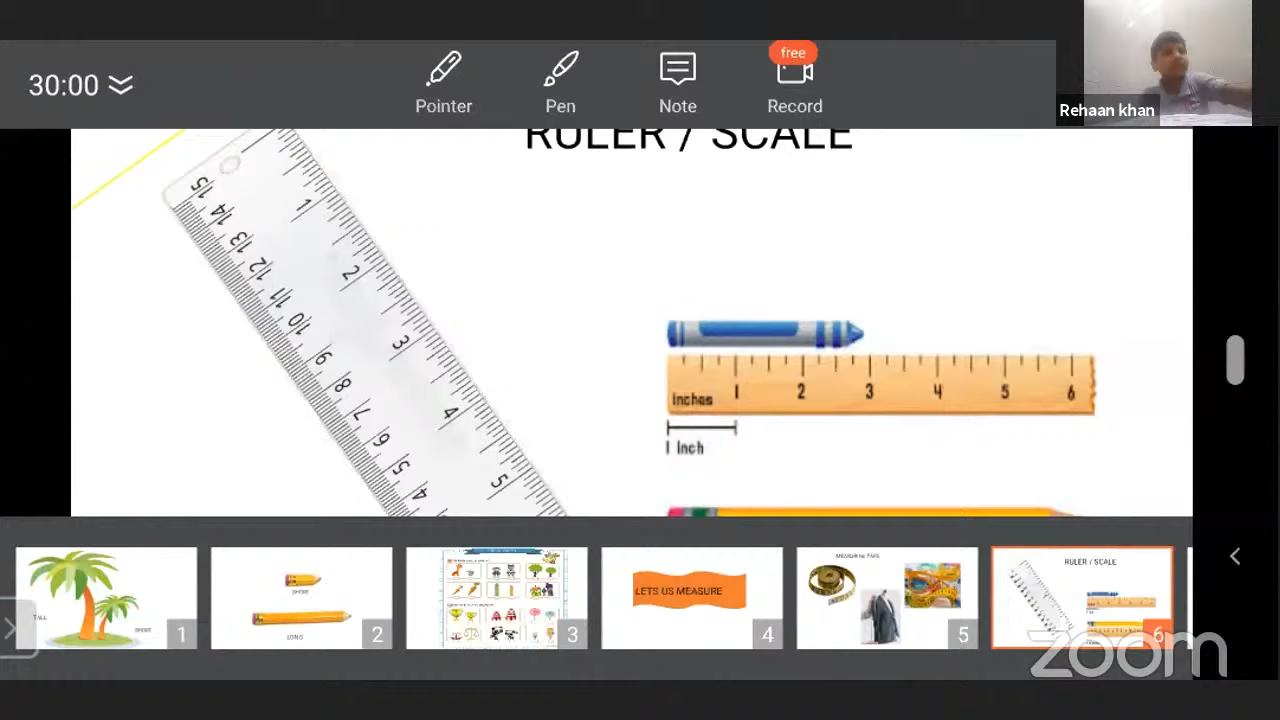 30:00
Pointer
Pen
Note
free
Record
Rehaan khan
RULER / SCALE
15 14 13 12 11 10 9 8 7 6 5 4
1 2 3 4 5
Inches 1 2 3 4 5 6
1 Inch
TALL
SHORT
1
SHORT
LONG
2
3
LETS US MEASURE
4
MEASURING TAPE
5
RULER / SCALE
6
zoom